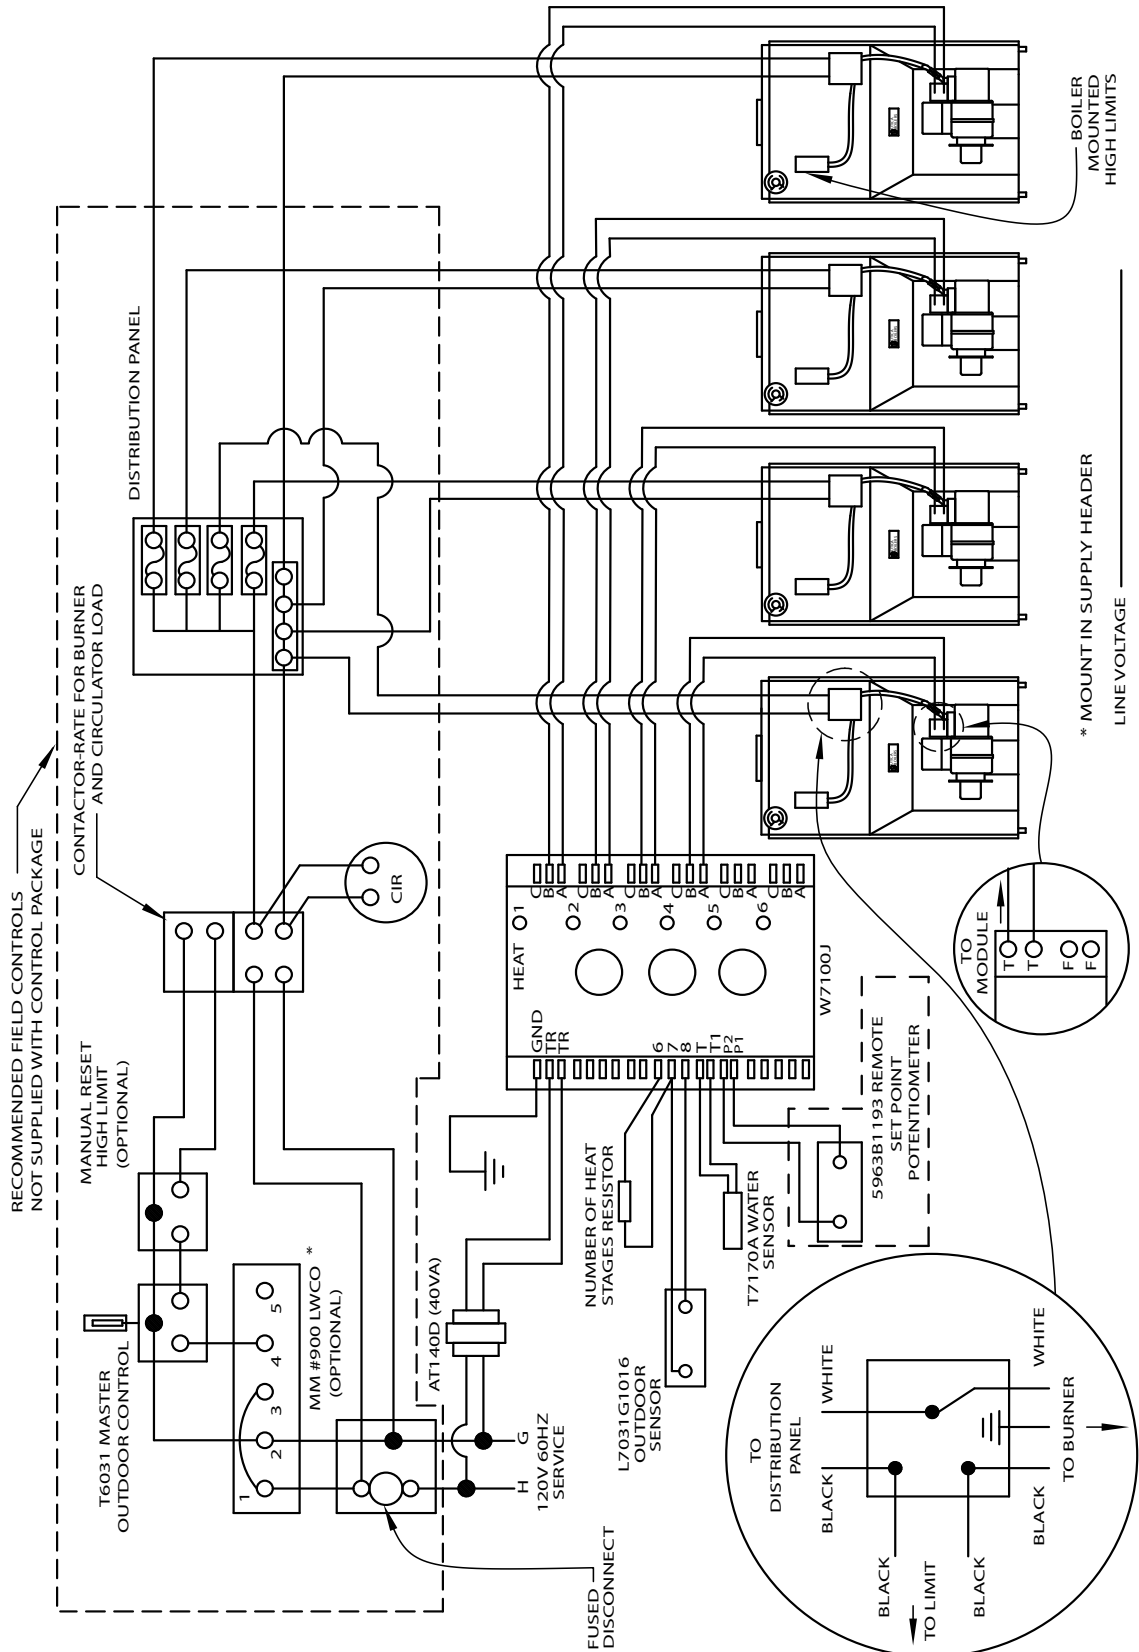 RECOMMENDED FIELD CONTROLS
NOT SUPPLIED WITH CONTROL PACKAGE
CONTACTOR-RATE FOR BURNER
AND CIRCULATOR LOAD
DISTRIBUTION PANEL
MANUAL RESET
HIGH LIMIT
(OPTIONAL)
T6031 MASTER
OUTDOOR CONTROL
1
2
3
4
5
MM #900 LWCO *
(OPTIONAL)
CIR
AT140D (40VA)
H
G
120V 60HZ
SERVICE
FUSED
DISCONNECT
HEAT
1
2
3
4
5
6
C
B
A
C
B
A
C
B
A
C
B
A
C
B
A
C
B
A
GND
TR
TR
6
7
8
T
T1
P2
P1
W7100J
NUMBER OF HEAT
STAGES RESISTOR
L7031G1016
OUTDOOR
SENSOR
T7170A WATER
SENSOR
5963B1193 REMOTE
SET POINT
POTENTIOMETER
BOILER
MOUNTED
HIGH LIMITS
* MOUNT IN SUPPLY HEADER
LINE VOLTAGE
TO
MODULE
T
T
F
F
TO
DISTRIBUTION
PANEL
BLACK
WHITE
WHITE
BLACK
TO BURNER
BLACK
BLACK
TO LIMIT